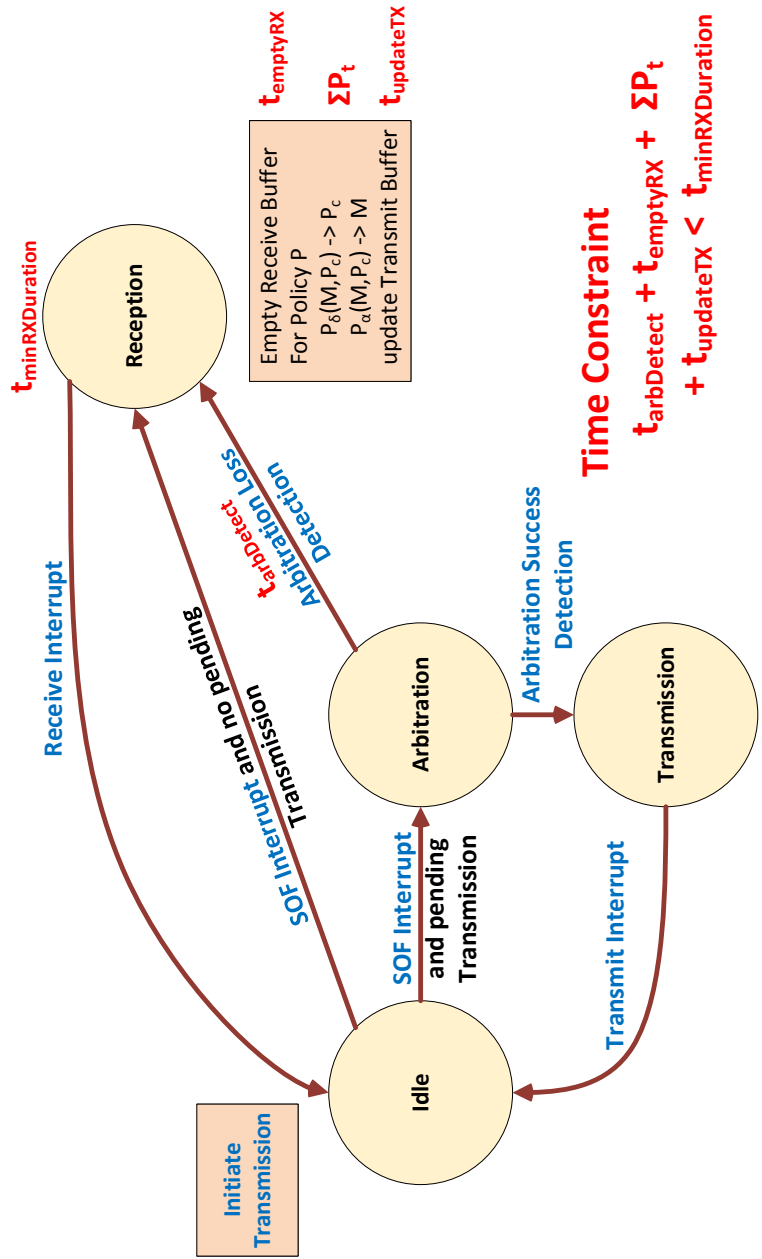 Initiate
Transmission
Idle
Receive Interrupt
SOF Interrupt and no pending
Transmission
SOF Interrupt
and pending
Transmission
Transmit Interrupt
Arbitration
t_arbDetect
Arbitration Loss
Detection
Arbitration Success
Detection
Transmission
t_minRXDuration
Reception
Empty Receive Buffer
For Policy P
P_δ(M,P_c) -> P_c
P_α(M,P_c) -> M
update Transmit Buffer
t_emptyRX
ΣP_t
t_updateTX
Time Constraint
t_arbDetect + t_emptyRX + ΣP_t
+ t_updateTX < t_minRXDuration